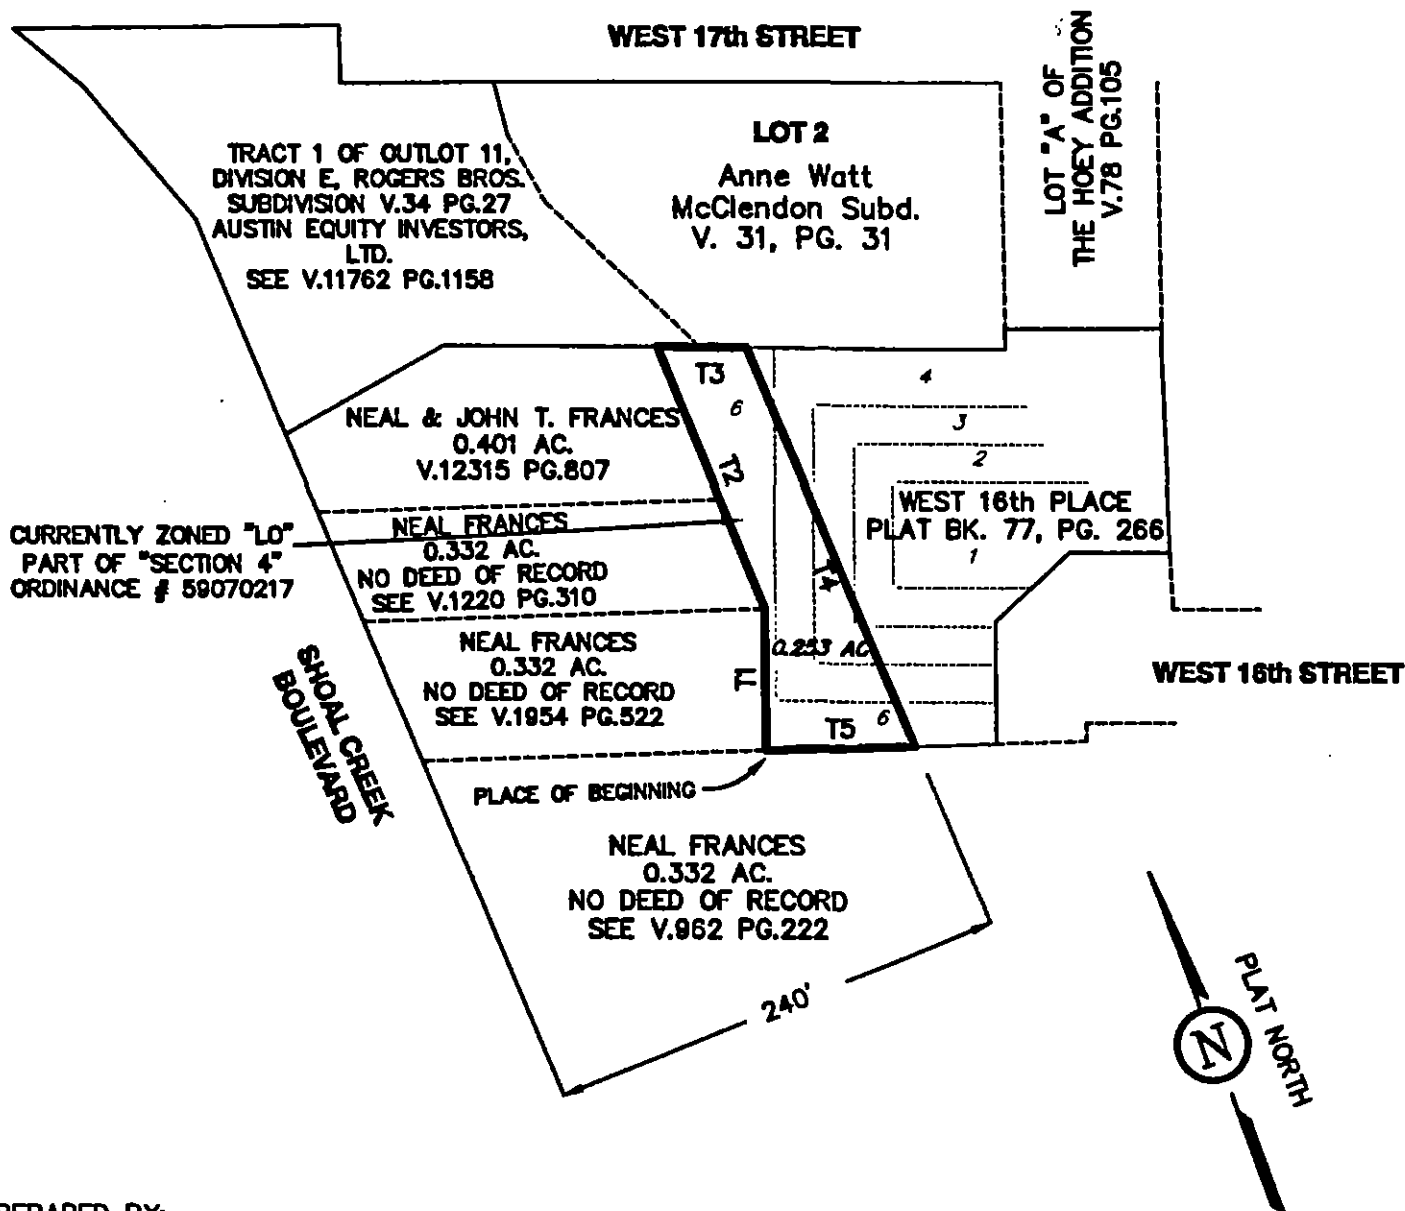 WEST 17th STREET
LOT "A" OF
THE HOEY ADDITION
V.78 PG.105
TRACT 1 OF OUTLOT 11,
DIVISION E, ROGERS BROS.
SUBDIVISION V.34 PG.27
AUSTIN EQUITY INVESTORS,
LTD.
SEE V.11762 PG.1158
LOT 2
Anne Watt
McClendon Subd.
V. 31, PG. 31
T3
6
4
3
2
NEAL & JOHN T. FRANCES
0.401 AC.
V.12315 PG.807
T2
WEST 16th PLACE
PLAT BK. 77, PG. 266
1
CURRENTLY ZONED "LO"
PART OF "SECTION 4"
ORDINANCE # 59070217
NEAL FRANCES
0.332 AC.
NO DEED OF RECORD
SEE V.1220 PG.310
T4
NEAL FRANCES
0.332 AC.
NO DEED OF RECORD
SEE V.1954 PG.522
T1
0.253 AC
WEST 16th STREET
SHOAL CREEK
BOULEVARD
T5
6
PLACE OF BEGINNING
NEAL FRANCES
0.332 AC.
NO DEED OF RECORD
SEE V.962 PG.222
240'
PLAT NORTH
N